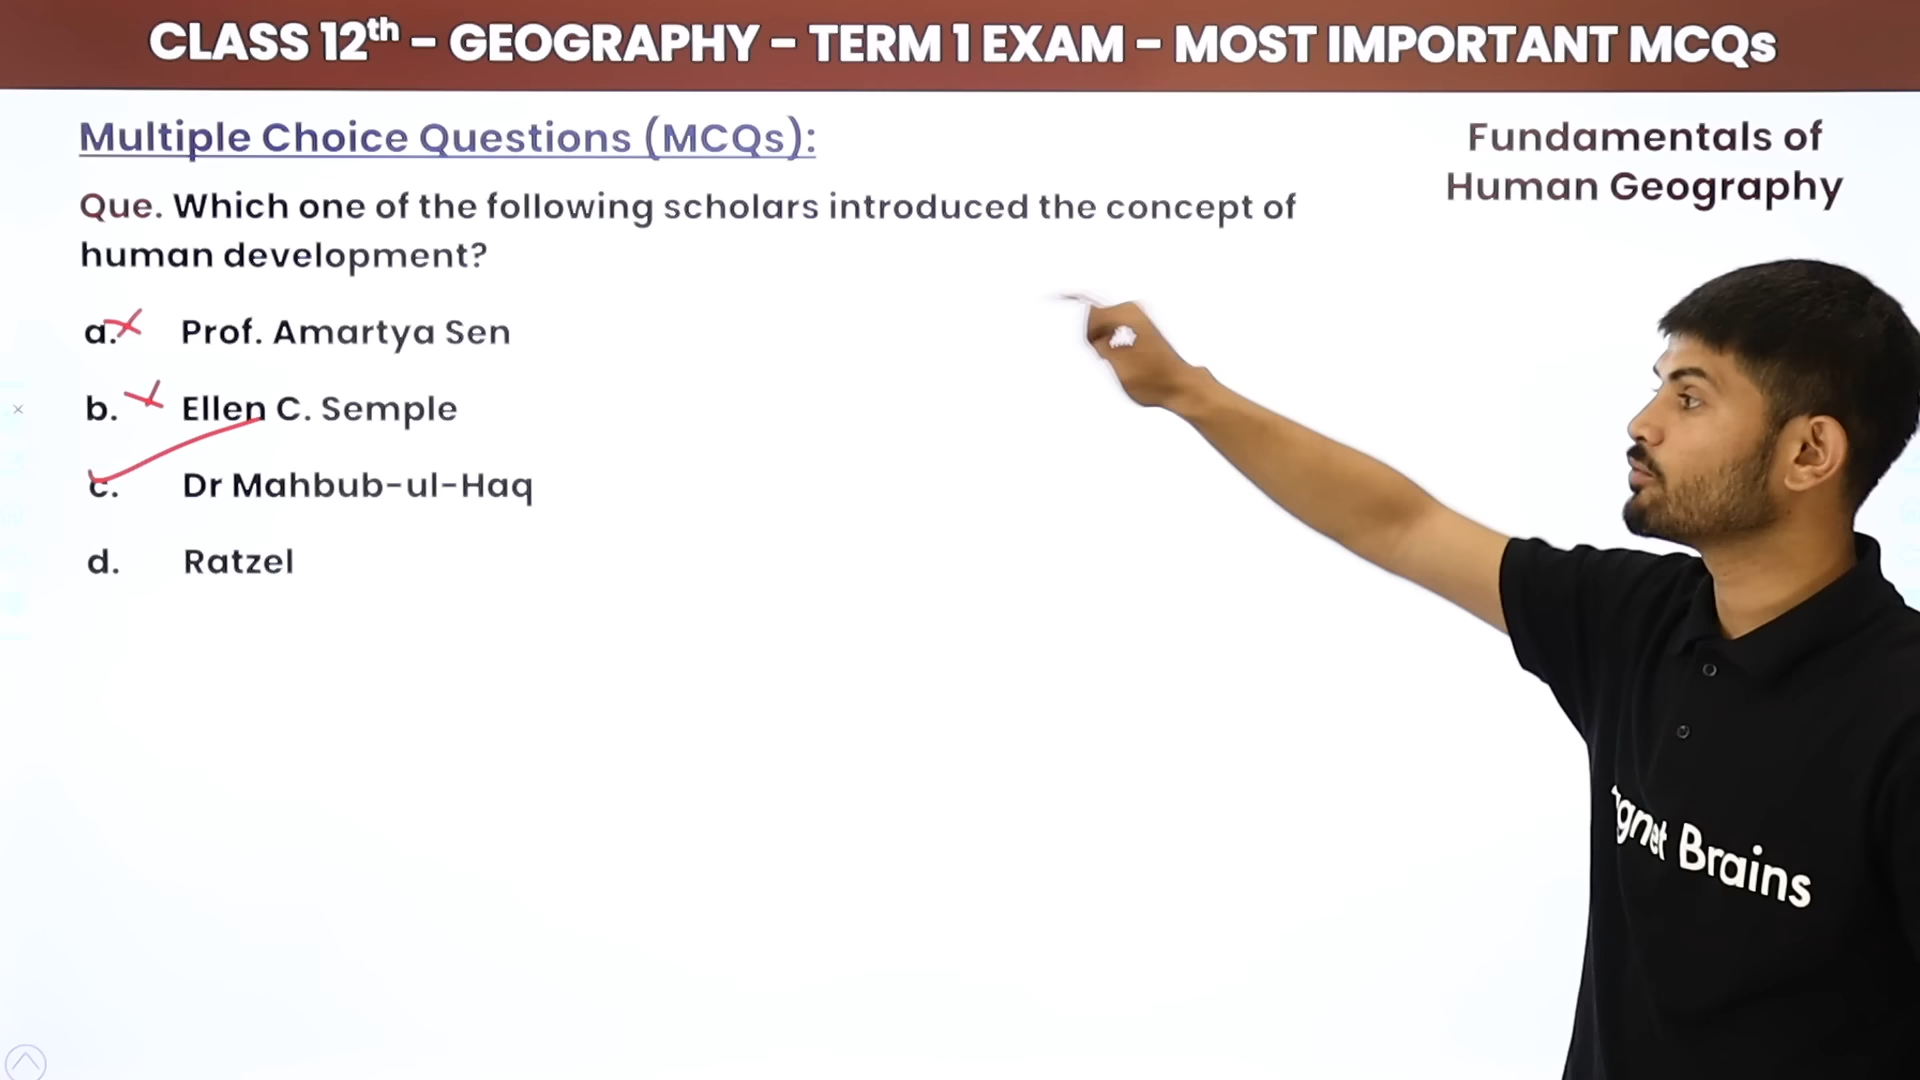 CLASS 12th - GEOGRAPHY - TERM 1 EXAM - MOST IMPORTANT MCQs
Multiple Choice Questions (MCQs):
Fundamentals of
Human Geography
Que. Which one of the following scholars introduced the concept of
human development?
a. Prof. Amartya Sen
b. Ellen C. Semple
c. Dr Mahbub-ul-Haq
d. Ratzel
Brains